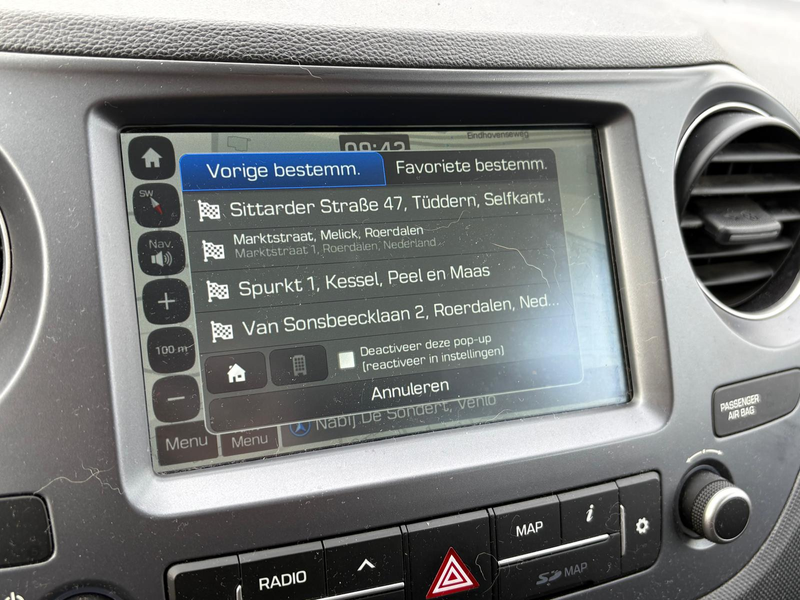 Eindhovenseweg
09:42
Vorige bestemm.
Favoriete bestemm.
SW
Sittarder Straße 47, Tüddern, Selfkant
Marktstraat, Melick, Roerdalen
Marktstraat 1, Roerdalen, Nederland
Nav.
Spurkt 1, Kessel, Peel en Maas
+
Van Sonsbeecklaan 2, Roerdalen, Ned...
100 m
Deactiveer deze pop-up
(reactiveer in instellingen)
−
Annuleren
Nabij De Sondert, Venlo
Menu
Menu
PASSENGER
AIR BAG
RADIO
MAP
i
SD MAP